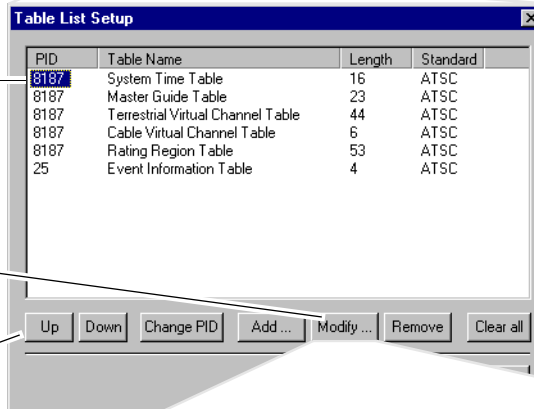 Table List Setup
PID Table Name Length Standard
8187 System Time Table 16 ATSC
8187 Master Guide Table 23 ATSC
8187 Terrestrial Virtual Channel Table 44 ATSC
8187 Cable Virtual Channel Table 6 ATSC
8187 Rating Region Table 53 ATSC
25 Event Information Table 4 ATSC
Up Down Change PID Add ... Modify ... Remove Clear all